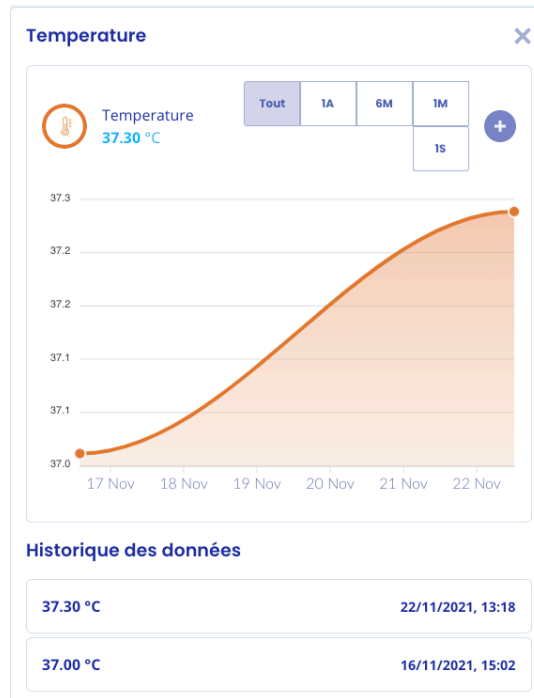 Temperature
Temperature
37.30 °C
Tout 1A 6M 1M
1S
37.3
37.2
37.2
37.1
37.1
37.0
17 Nov 18 Nov 19 Nov 20 Nov 21 Nov 22 Nov
Historique des données
37.30 °C 22/11/2021, 13:18
37.00 °C 16/11/2021, 15:02